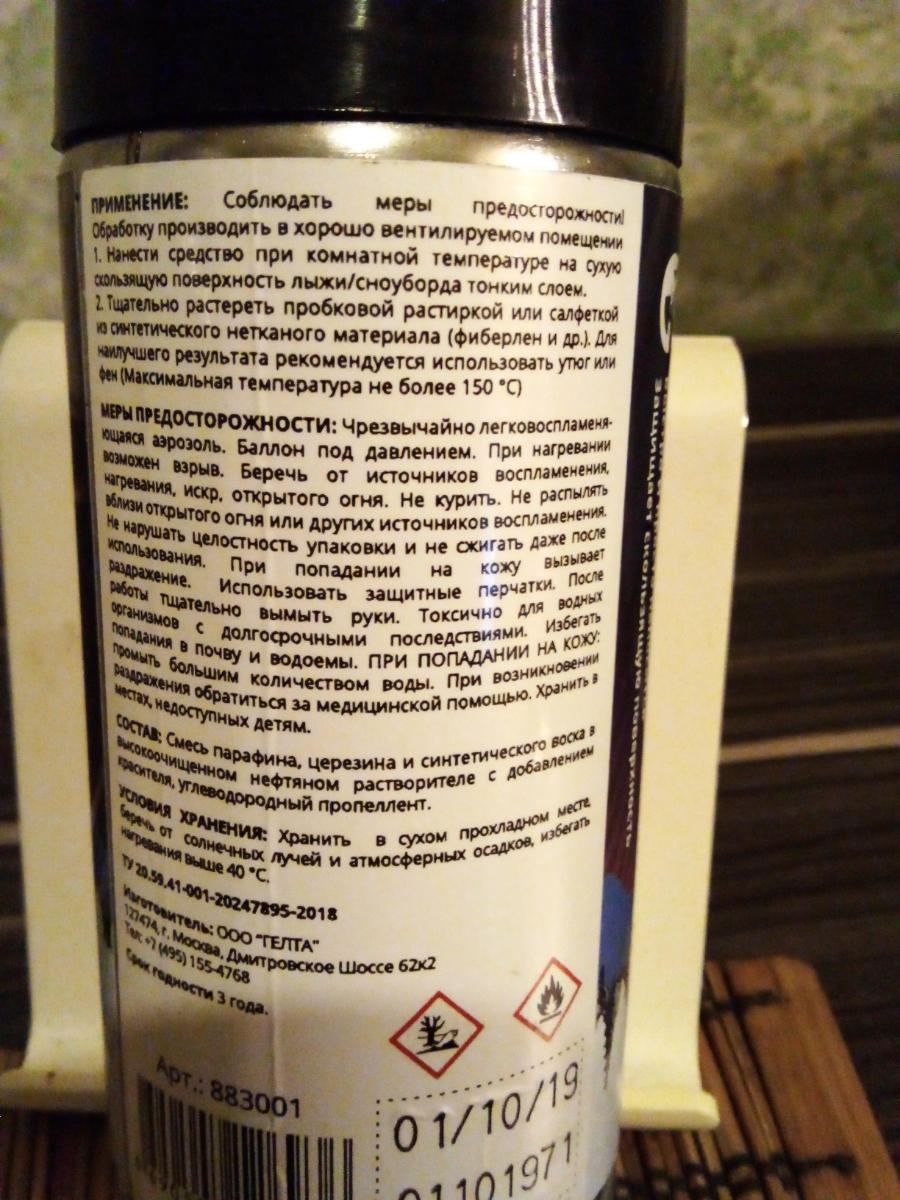 ПРИМЕНЕНИЕ: Соблюдать меры предосторожности!
Обработку производить в хорошо вентилируемом помещении
1. Нанести средство при комнатной температуре на сухую
скользящую поверхность лыжи/сноуборда тонким слоем.
2. Тщательно растереть пробковой растиркой или салфеткой
из синтетического нетканого материала (фиберлен и др.). Для
наилучшего результата рекомендуется использовать утюг или
фен (Максимальная температура не более 150 °C)
МЕРЫ ПРЕДОСТОРОЖНОСТИ: Чрезвычайно легковоспламеня-
ющаяся аэрозоль. Баллон под давлением. При нагревании
возможен взрыв. Беречь от источников воспламенения,
нагревания, искр, открытого огня. Не курить. Не распылять
вблизи открытого огня или других источников воспламенения.
Не нарушать целостность упаковки и не сжигать даже после
использования. При попадании на кожу вызывает
раздражение. Использовать защитные перчатки. После
работы тщательно вымыть руки. Токсично для водных
организмов с долгосрочными последствиями. Избегать
попадания в почву и водоемы. ПРИ ПОПАДАНИИ НА КОЖУ:
промыть большим количеством воды. При возникновении
раздражения обратиться за медицинской помощью. Хранить в
местах, недоступных детям.
СОСТАВ: Смесь парафина, церезина и синтетического воска в
высокоочищенном нефтяном растворителе с добавлением
красителя, углеводородный пропеллент.
УСЛОВИЯ ХРАНЕНИЯ: Хранить в сухом прохладном месте,
беречь от солнечных лучей и атмосферных осадков, избегать
нагревания выше 40 °C.
ТУ 20.59.41-001-20247895-2018
Изготовитель: ООО "ГЕЛТА"
127474, г. Москва, Дмитровское Шоссе 62к2
Тел: +7 (495) 155-4768
Срок годности 3 года.
Арт.: 883001
01/10/19
01101971
Защищает скользящую поверхность